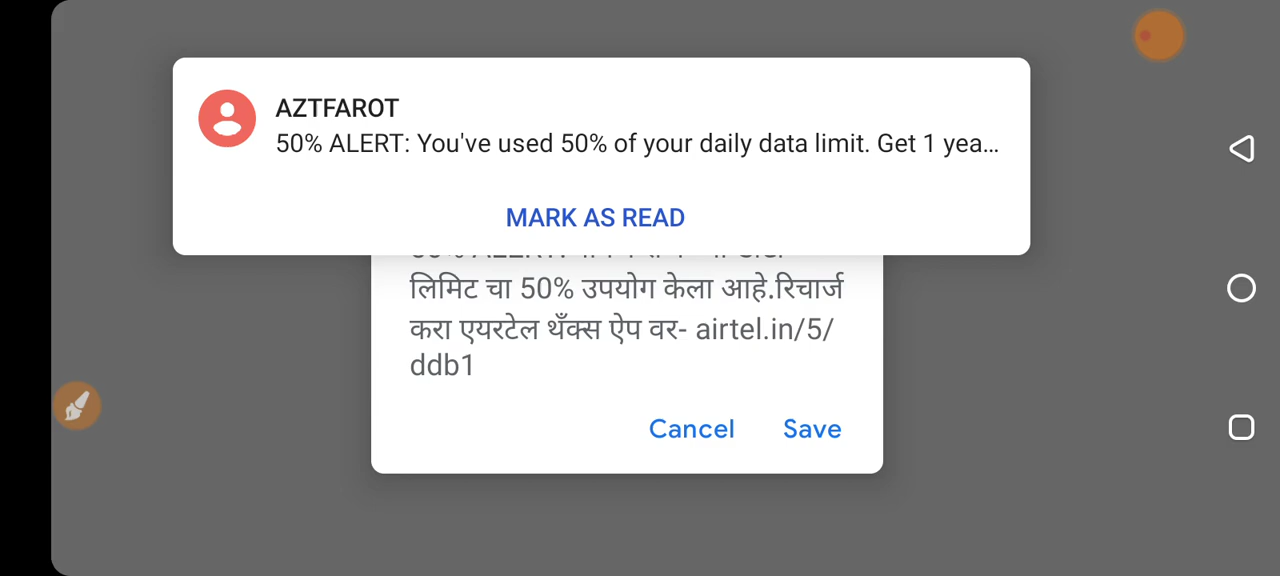 AZTFAROT
50% ALERT: You've used 50% of your daily data limit. Get 1 yea...
MARK AS READ
लिमिट चा 50% उपयोग केला आहे.रिचार्ज
करा एयरटेल थँक्स ऐप वर- airtel.in/5/
ddb1
Cancel
Save